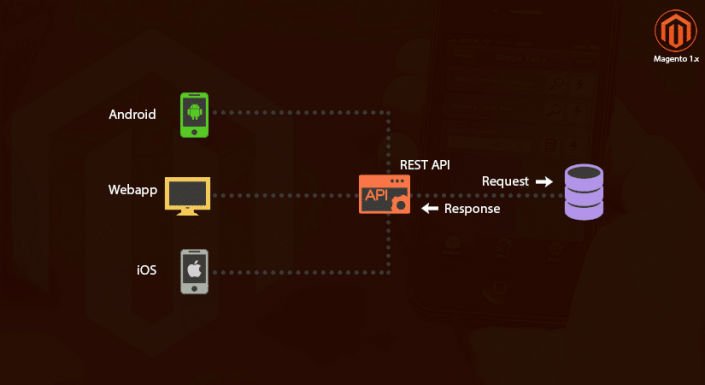 Magento 1.x
Android
REST API
Webapp
API
Request
Response
iOS